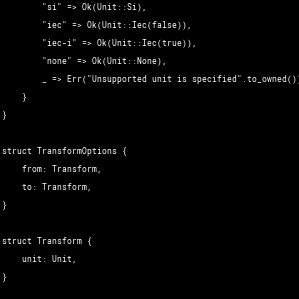 "si" => Ok(Unit::Si),
"iec" => Ok(Unit::Iec(false)),
"iec-i" => Ok(Unit::Iec(true)),
"none" => Ok(Unit::None),
_ => Err("Unsupported unit is specified".to_owned()
}
}
struct TransformOptions {
from: Transform,
to: Transform,
}
struct Transform {
unit: Unit,
}